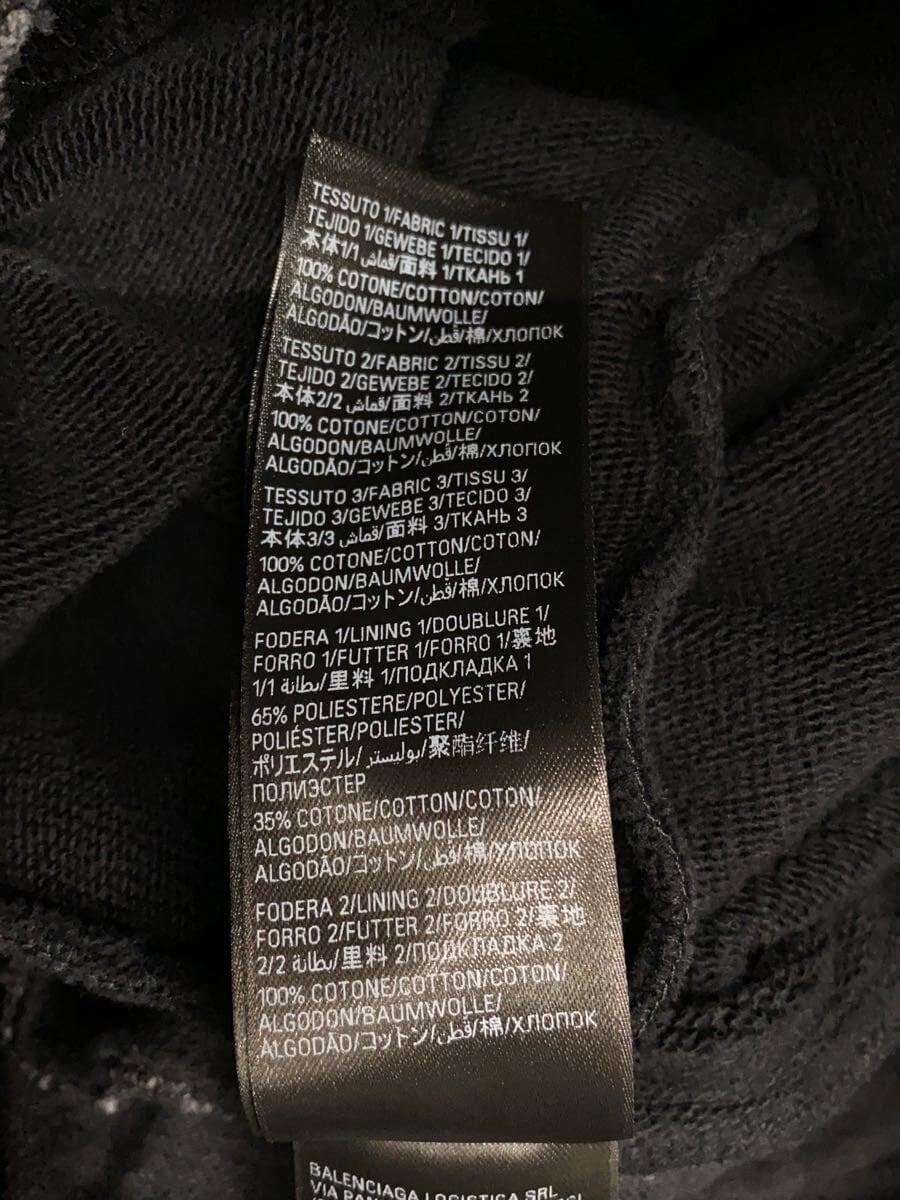 TESSUTO 1/FABRIC 1/TISSU 1/
TEJIDO 1/GEWEBE 1/TECIDO 1/
本体1/1 قماش/面料 1/ТКАНЬ 1
100% COTONE/COTTON/COTON/
ALGODON/BAUMWOLLE/
ALGODÃO/コットン/قطن/棉/ХЛОПОК
TESSUTO 2/FABRIC 2/TISSU 2/
TEJIDO 2/GEWEBE 2/TECIDO 2/
本体2/2 قماش/面料 2/ТКАНЬ 2
100% COTONE/COTTON/COTON/
ALGODON/BAUMWOLLE/
ALGODÃO/コットン/قطن/棉/ХЛОПОК
TESSUTO 3/FABRIC 3/TISSU 3/
TEJIDO 3/GEWEBE 3/TECIDO 3/
本体3/3 قماش/面料 3/ТКАНЬ 3
100% COTONE/COTTON/COTON/
ALGODON/BAUMWOLLE/
ALGODÃO/コットン/قطن/棉/ХЛОПОК
FODERA 1/LINING 1/DOUBLURE 1/
FORRO 1/FUTTER 1/FORRO 1/裏地
1/1 بطانة/里料 1/ПОДКЛАДКА 1
65% POLIESTERE/POLYESTER/
POLIÉSTER/POLIESTER/
ポリエステル/بوليستر/聚酯纤维/
ПОЛИЭСТЕР
35% COTONE/COTTON/COTON/
ALGODON/BAUMWOLLE/
ALGODÃO/コットン/قطن/棉/ХЛОПОК
FODERA 2/LINING 2/DOUBLURE 2/
FORRO 2/FUTTER 2/FORRO 2/裏地
2/2 بطانة/里料 2/ПОДКЛАДКА 2
100% COTONE/COTTON/COTON/
ALGODON/BAUMWOLLE/
ALGODÃO/コットン/قطن/棉/ХЛОПОК
BALENCIAGA LOGISTICA SRL
VIA